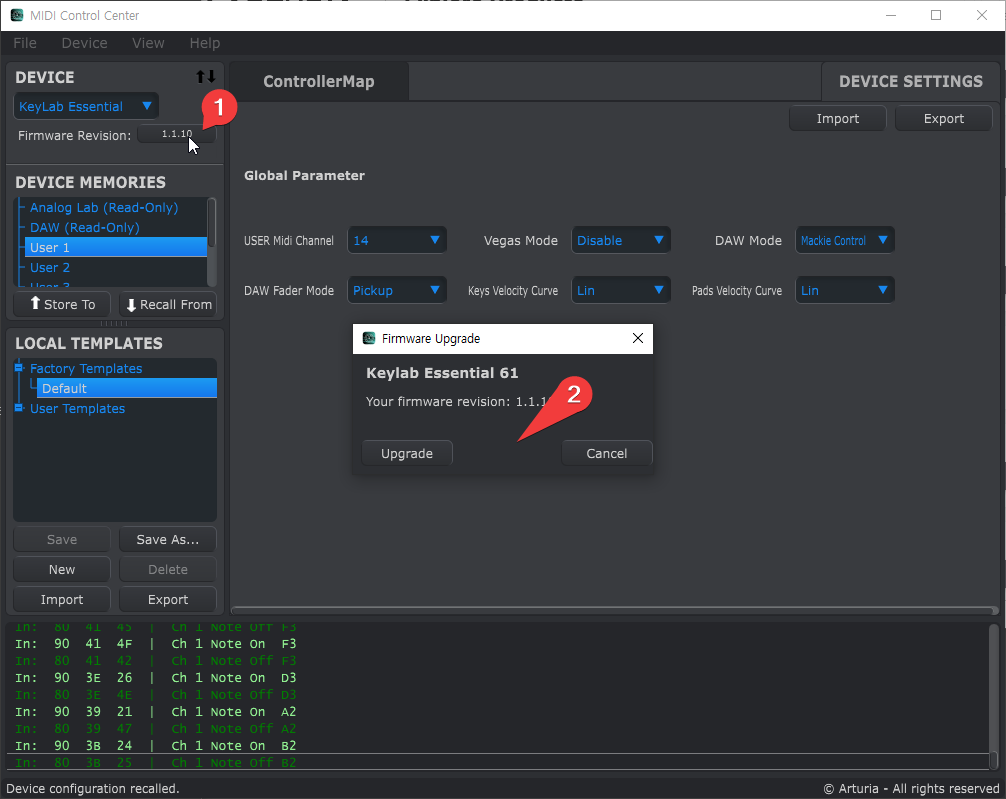 MIDI Control Center
File Device View Help
DEVICE
KeyLab Essential
1
Firmware Revision: 1.1.10
DEVICE MEMORIES
Analog Lab (Read-Only)
DAW (Read-Only)
User 1
User 2
User 3
Store To Recall From
LOCAL TEMPLATES
Factory Templates
Default
User Templates
Save Save As...
New Delete
Import Export
ControllerMap DEVICE SETTINGS
Import Export
Global Parameter
USER Midi Channel 14 Vegas Mode Disable DAW Mode Mackie Control
DAW Fader Mode Pickup Keys Velocity Curve Lin Pads Velocity Curve Lin
Firmware Upgrade
Keylab Essential 61
Your firmware revision:
2
Upgrade Cancel
In: 80 41 45 | Ch 1 Note Off F3
In: 90 41 4F | Ch 1 Note On F3
In: 80 41 42 | Ch 1 Note Off F3
In: 90 3E 26 | Ch 1 Note On D3
In: 80 3E 4E | Ch 1 Note Off D3
In: 90 39 21 | Ch 1 Note On A2
In: 80 39 47 | Ch 1 Note Off A2
In: 90 3B 24 | Ch 1 Note On B2
In: 80 3B 25 | Ch 1 Note Off B2
Device configuration recalled. © Arturia - All rights reserved